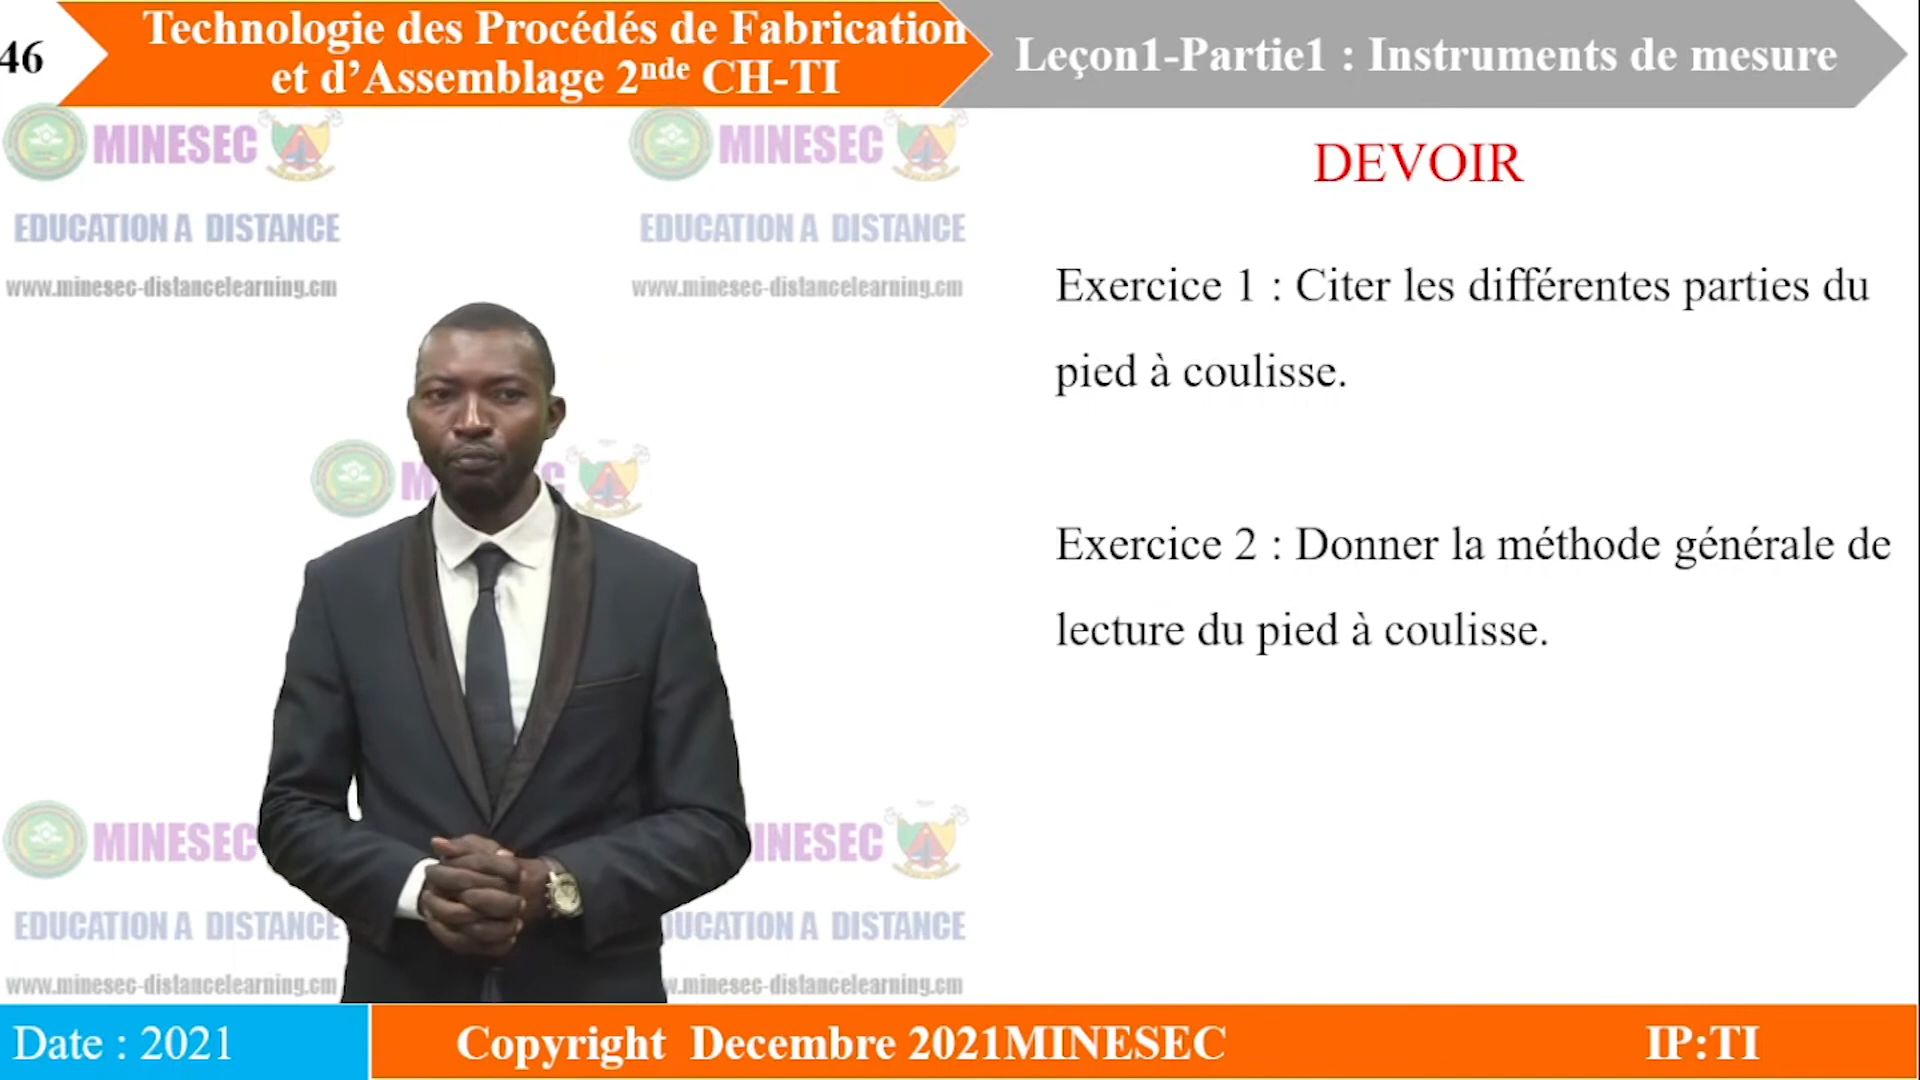 46
Technologie des Procédés de Fabrication
et d'Assemblage 2nde CH-TI
Leçon1-Partie1 : Instruments de mesure
MINESEC
MINESEC
EDUCATION A DISTANCE
EDUCATION A DISTANCE
www.minesec-distancelearning.cm
www.minesec-distancelearning.cm
DEVOIR
Exercice 1 : Citer les différentes parties du
pied à coulisse.
Exercice 2 : Donner la méthode générale de
lecture du pied à coulisse.
MINESEC
INESEC
EDUCATION A DISTANCE
UCATION A DISTANCE
www.minesec-distancelearning.cm
w.minesec-distancelearning.cm
Date : 2021
Copyright Decembre 2021MINESEC
IP:TI